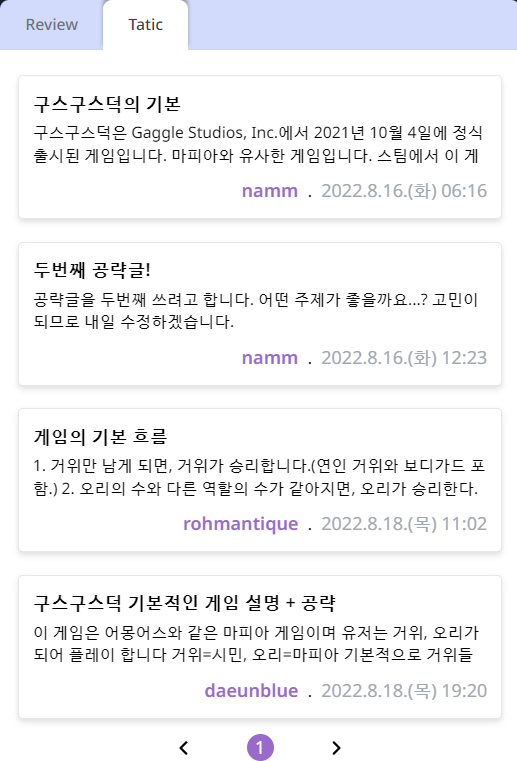 Review
Tatic
구스구스덕의 기본
구스구스덕은 Gaggle Studios, Inc.에서 2021년 10월 4일에 정식
출시된 게임입니다. 마피아와 유사한 게임입니다. 스팀에서 이 게
namm . 2022.8.16.(화) 06:16
두번째 공략글!
공략글을 두번째 쓰려고 합니다. 어떤 주제가 좋을까요...? 고민이
되므로 내일 수정하겠습니다.
namm . 2022.8.16.(화) 12:23
게임의 기본 흐름
1. 거위만 남게 되면, 거위가 승리합니다.(연인 거위와 보디가드 포
함.) 2. 오리의 수와 다른 역할의 수가 같아지면, 오리가 승리한다.
rohmantique . 2022.8.18.(목) 11:02
구스구스덕 기본적인 게임 설명 + 공략
이 게임은 어몽어스와 같은 마피아 게임이며 유저는 거위, 오리가
되어 플레이 합니다 거위=시민, 오리=마피아 기본적으로 거위들
daeunblue . 2022.8.18.(목) 19:20
1